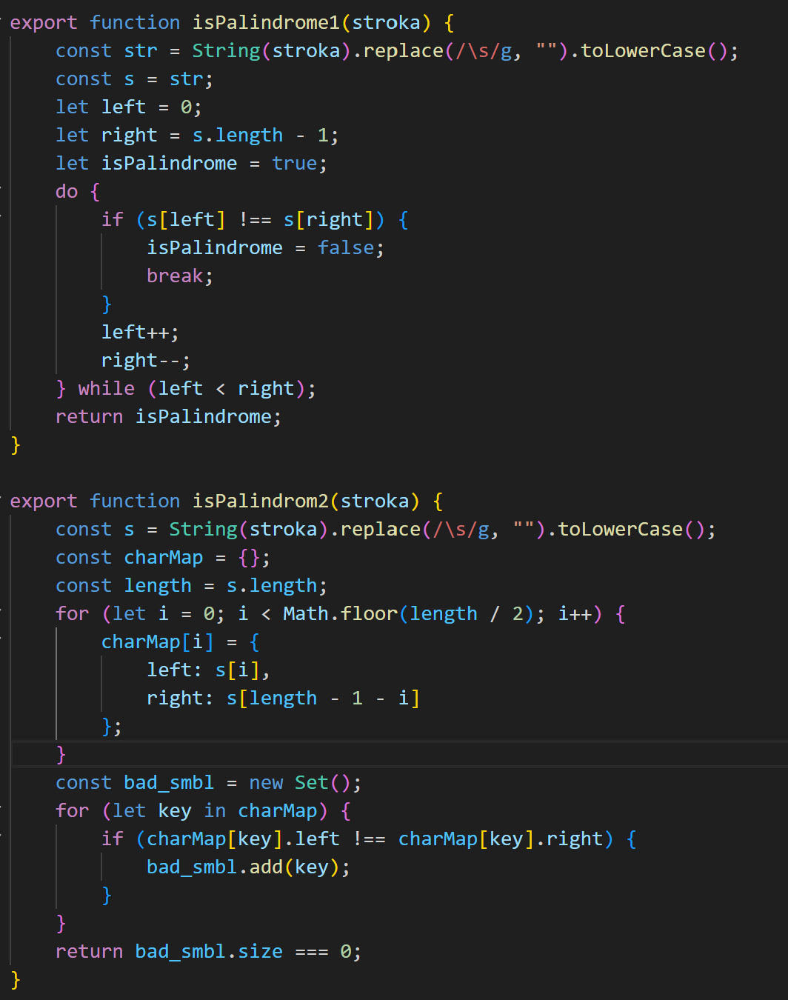 export function isPalindrome1(stroka) {
    const str = String(stroka).replace(/\s/g, "").toLowerCase();
    const s = str;
    let left = 0;
    let right = s.length - 1;
    let isPalindrome = true;
    do {
        if (s[left] !== s[right]) {
            isPalindrome = false;
            break;
        }
        left++;
        right--;
    } while (left < right);
    return isPalindrome;
}

export function isPalindrom2(stroka) {
    const s = String(stroka).replace(/\s/g, "").toLowerCase();
    const charMap = {};
    const length = s.length;
    for (let i = 0; i < Math.floor(length / 2); i++) {
        charMap[i] = {
            left: s[i],
            right: s[length - 1 - i]
        };
    }
    const bad_smbl = new Set();
    for (let key in charMap) {
        if (charMap[key].left !== charMap[key].right) {
            bad_smbl.add(key);
        }
    }
    return bad_smbl.size === 0;
}